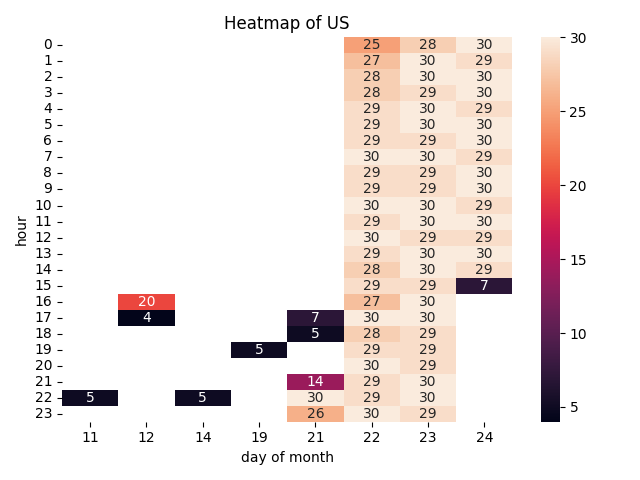 Heatmap of US
0 25 28 30 30
1 27 30 29
2 28 30 30
3 28 29 30 25
4 29 30 29
5 29 30 30
6 29 29 30
7 30 30 29
8 29 29 30
9 29 29 30 20
10 30 30 29
11 29 30 30
12 30 29 29
13 29 30 30
14 28 30 29 15
15 29 29 7
16 20 27 30
17 4 7 30 30
18 5 28 29 10
19 5 29 29
20 30 29
21 14 29 30
22 5 5 30 29 30
23 26 30 29 5
hour
11 12 14 19 21 22 23 24
day of month